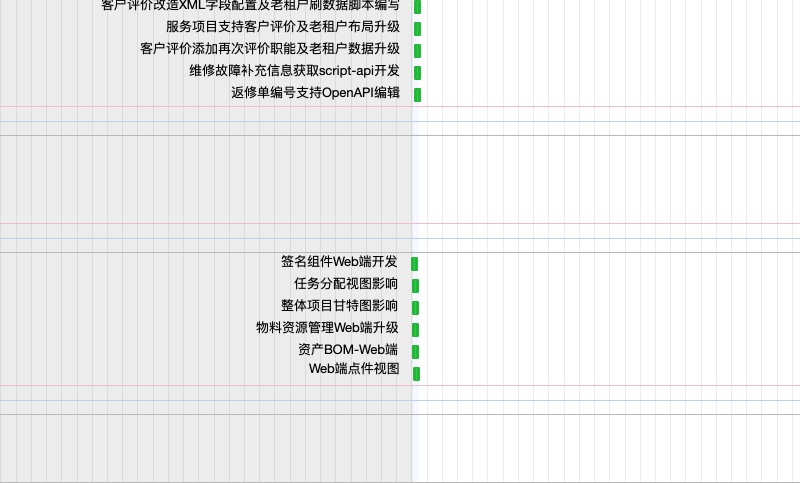 客户评价改造XML字段配置及老租户刷数据脚本编写
服务项目支持客户评价及老租户布局升级
客户评价添加再次评价职能及老租户数据升级
维修故障补充信息获取script-api开发
返修单编号支持OpenAPI编辑
签名组件Web端开发
任务分配视图影响
整体项目甘特图影响
物料资源管理Web端升级
资产BOM-Web端
Web端点件视图